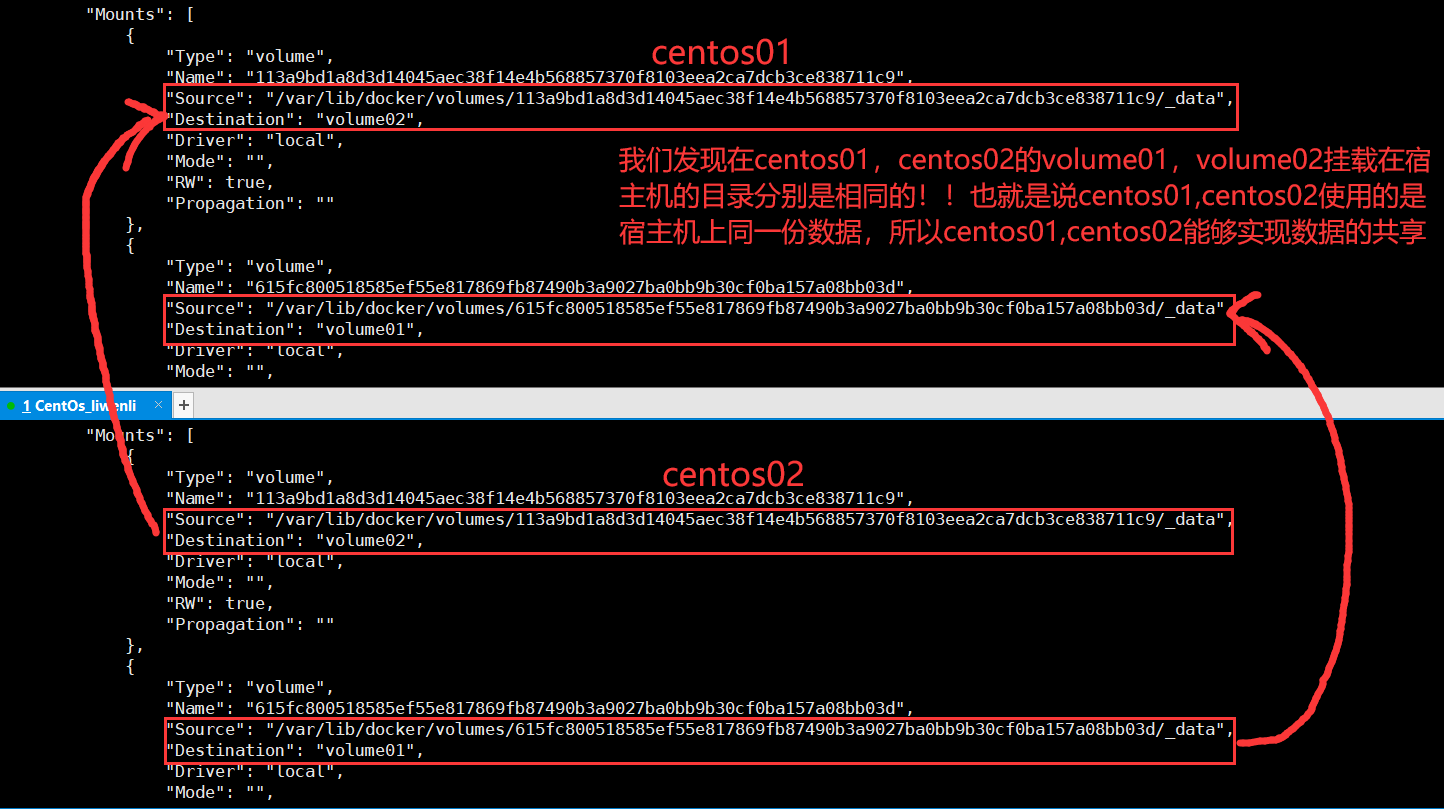 "Mounts": [
{
"Type": "volume",
centos01
"Name": "113a9bd1a8d3d14045aec38f14e4b568857370f8103eea2ca7dcb3ce838711c9",
"Source": "/var/lib/docker/volumes/113a9bd1a8d3d14045aec38f14e4b568857370f8103eea2ca7dcb3ce838711c9/_data",
"Destination": "volume02",
"Driver": "local",
"Mode": "",
"RW": true,
"Propagation": ""
我们发现在centos01，centos02的volume01，volume02挂载在宿
主机的目录分别是相同的！！也就是说centos01,centos02使用的是
宿主机上同一份数据，所以centos01,centos02能够实现数据的共享
},
{
"Type": "volume",
"Name": "615fc800518585ef55e817869fb87490b3a9027ba0bb9b30cf0ba157a08bb03d",
"Source": "/var/lib/docker/volumes/615fc800518585ef55e817869fb87490b3a9027ba0bb9b30cf0ba157a08bb03d/_data"
"Destination": "volume01",
"Driver": "local",
"Mode": "",
1 CentOs_liwenli × +
"Mounts": [
{
"Type": "volume",
centos02
"Name": "113a9bd1a8d3d14045aec38f14e4b568857370f8103eea2ca7dcb3ce838711c9",
"Source": "/var/lib/docker/volumes/113a9bd1a8d3d14045aec38f14e4b568857370f8103eea2ca7dcb3ce838711c9/_data",
"Destination": "volume02",
"Driver": "local",
"Mode": "",
"RW": true,
"Propagation": ""
},
{
"Type": "volume",
"Name": "615fc800518585ef55e817869fb87490b3a9027ba0bb9b30cf0ba157a08bb03d",
"Source": "/var/lib/docker/volumes/615fc800518585ef55e817869fb87490b3a9027ba0bb9b30cf0ba157a08bb03d/_data",
"Destination": "volume01",
"Driver": "local",
"Mode": "",